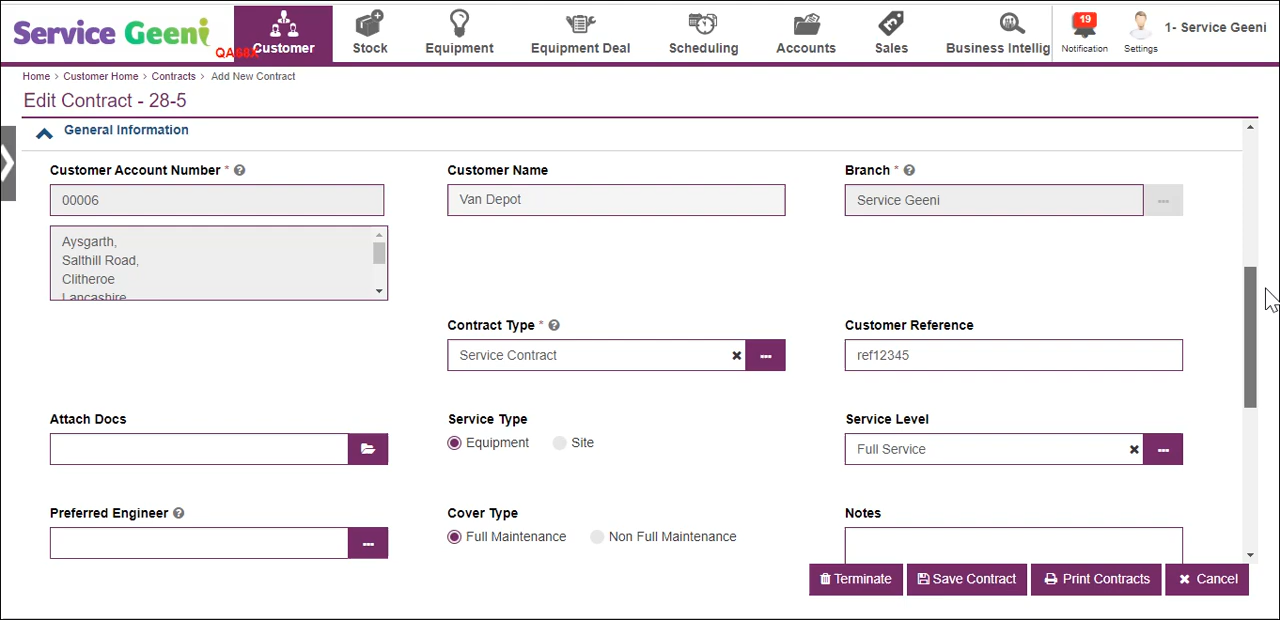 Service Geeni
QA68X
Customer
Stock
Equipment
Equipment Deal
Scheduling
Accounts
Sales
Business Intellig
19
Notification
Settings
1- Service Geeni
Home > Customer Home > Contracts > Add New Contract
Edit Contract - 28-5
General Information
Customer Account Number * ?
Customer Name
Branch * ?
00006
Van Depot
Service Geeni
Aysgarth,
Salthill Road,
Clitheroe
Lancashire
Contract Type * ?
Customer Reference
Service Contract
ref12345
Attach Docs
Service Type
Service Level
Equipment
Site
Full Service
Preferred Engineer ?
Cover Type
Notes
Full Maintenance
Non Full Maintenance
Terminate
Save Contract
Print Contracts
Cancel